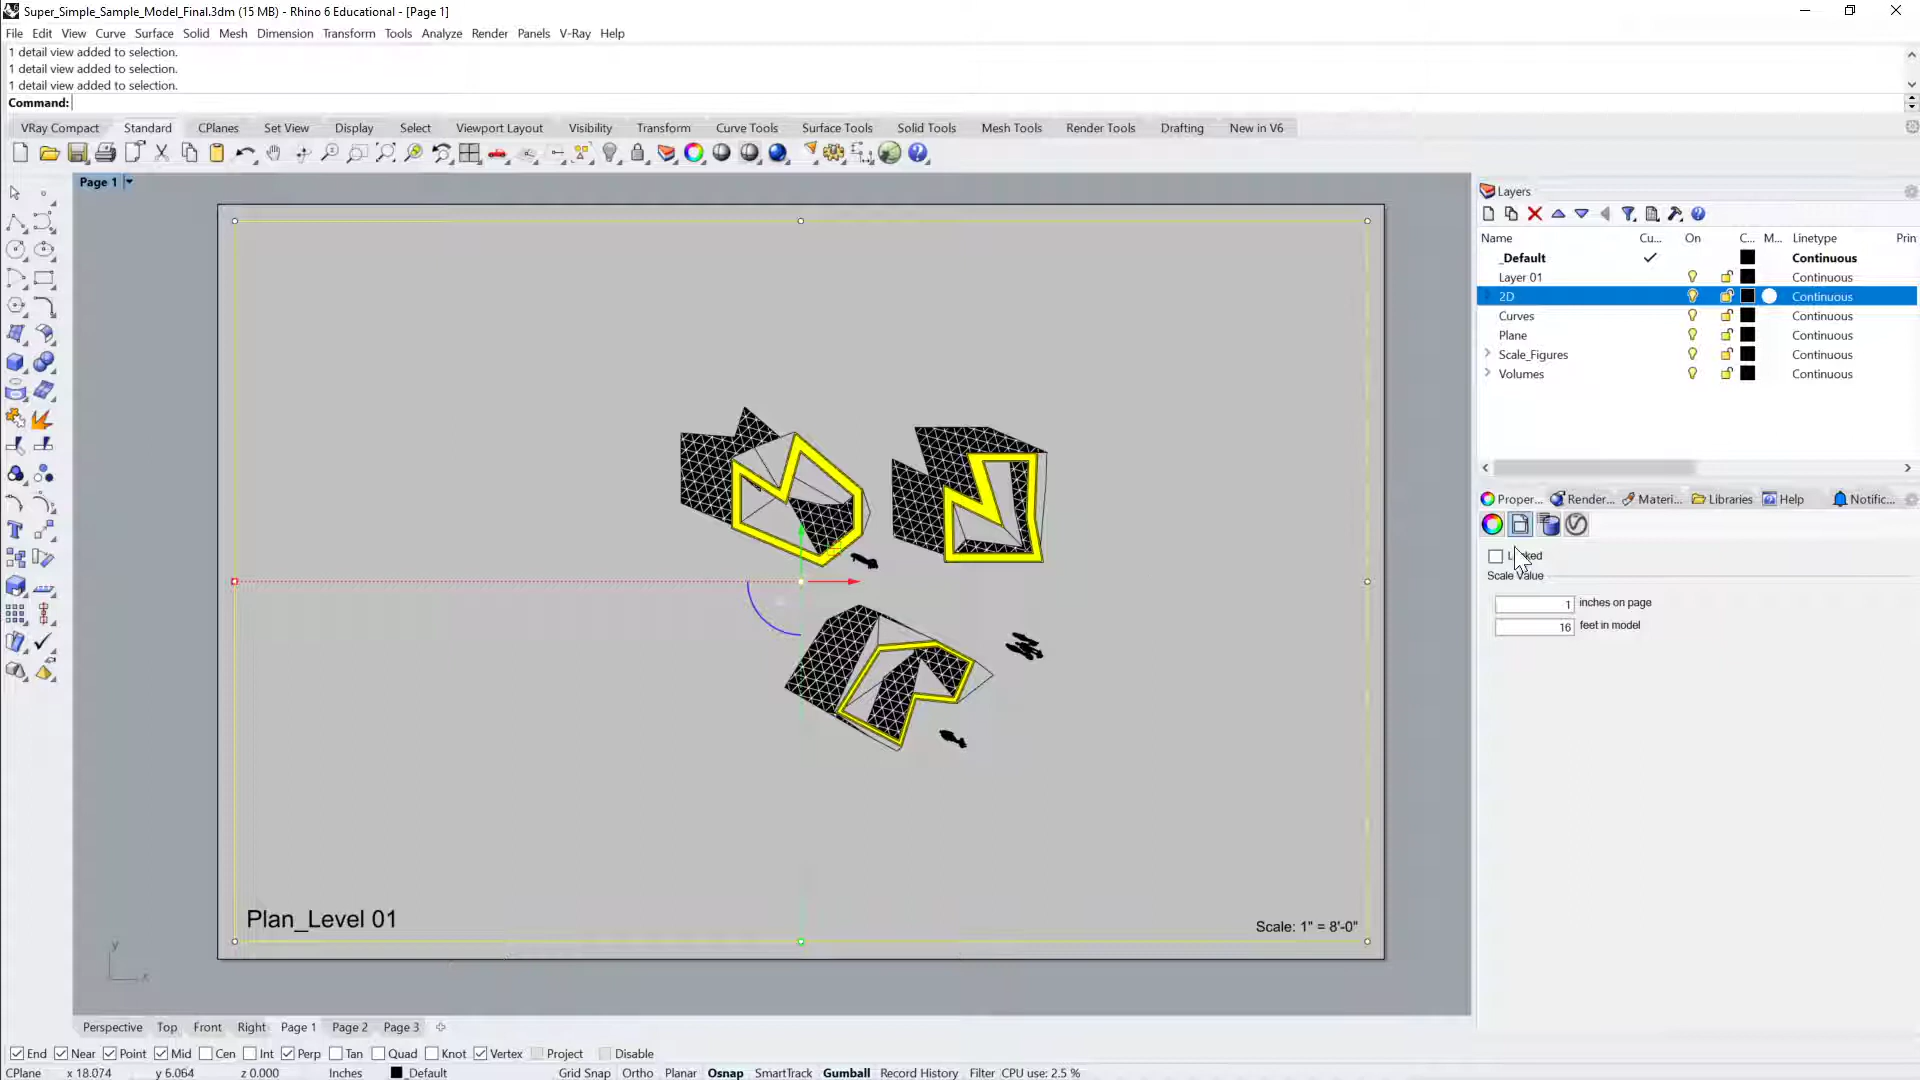 Super_Simple_Sample_Model_Final.3dm (15 MB) - Rhino 6 Educational - [Page 1]
File Edit View Curve Surface Solid Mesh Dimension Transform Tools Analyze Render Panels V-Ray Help
1 detail view added to selection.
1 detail view added to selection.
1 detail view added to selection.
Command:
VRay Compact Standard CPlanes Set View Display Select Viewport Layout Visibility Transform Curve Tools Surface Tools Solid Tools Mesh Tools Render Tools Drafting New in V6
Page 1
Layers
Name Cu... On C... M... Linetype Prin
_Default Continuous
Layer 01 Continuous
2D Continuous
Curves Continuous
Plane Continuous
Scale_Figures Continuous
Volumes Continuous
Proper... Render... Materi... Libraries Help Notific...
Scale Value
1 inches on page
16 feet in model
Plan_Level 01
Scale: 1" = 8'-0"
y
x
Perspective Top Front Right Page 1 Page 2 Page 3
End Near Point Mid Cen Int Perp Tan Quad Knot Vertex Project Disable
CPlane x 18.074 y 6.064 z 0.000 Inches _Default Grid Snap Ortho Planar Osnap SmartTrack Gumball Record History Filter CPU use: 2.5 %